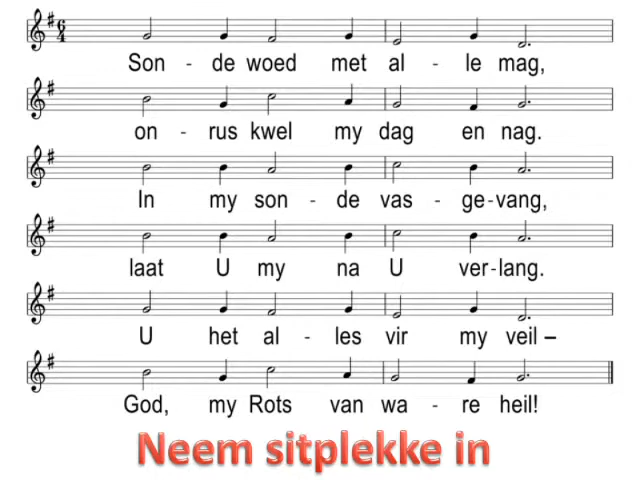 6
4
Son - de woed met al - le mag,
on - rus kwel my dag en nag.
In my son - de vas - ge-vang,
laat U my na U ver-lang.
U het al - les vir my veil –
God, my Rots van wa - re heil!
Neem sitplekke in